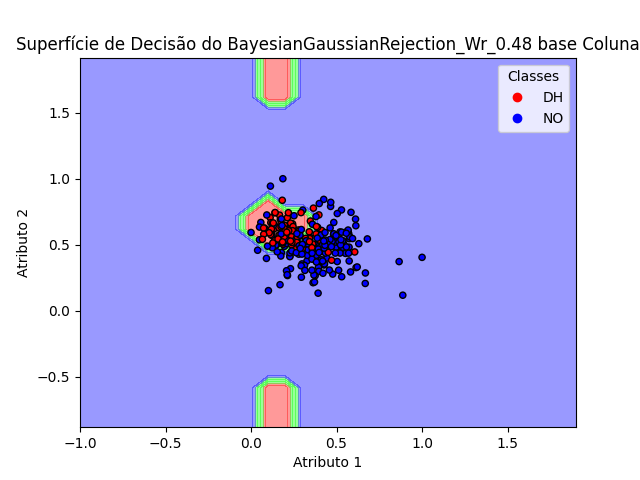 Superfície de Decisão do BayesianGaussianRejection_Wr_0.48 base Coluna
Classes
DH
NO
Atributo 2
1.5
1.0
0.5
0.0
−0.5
−1.0
−0.5
0.0
0.5
1.0
1.5
Atributo 1